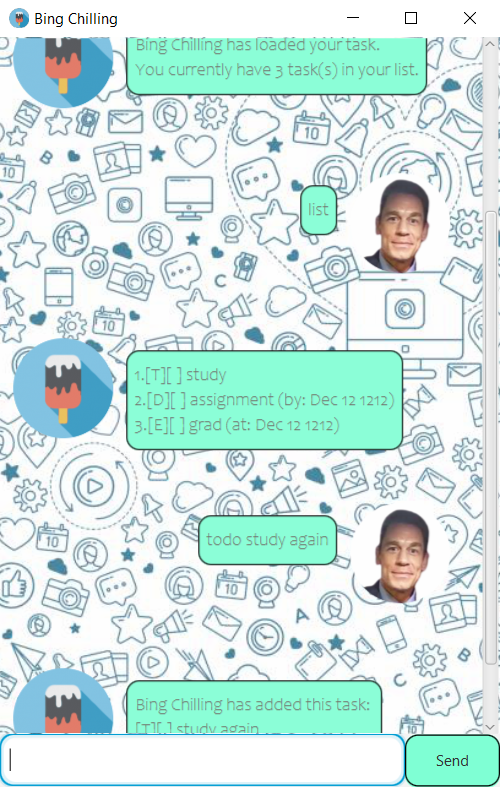 Bing Chilling
Bing Chilling has loaded your task.
You currently have 3 task(s) in your list.
list
1.[T][ ] study
2.[D][ ] assignment (by: Dec 12 1212)
3.[E][ ] grad (at: Dec 12 1212)
todo study again
Bing Chilling has added this task:
[T][ ] study again
Send